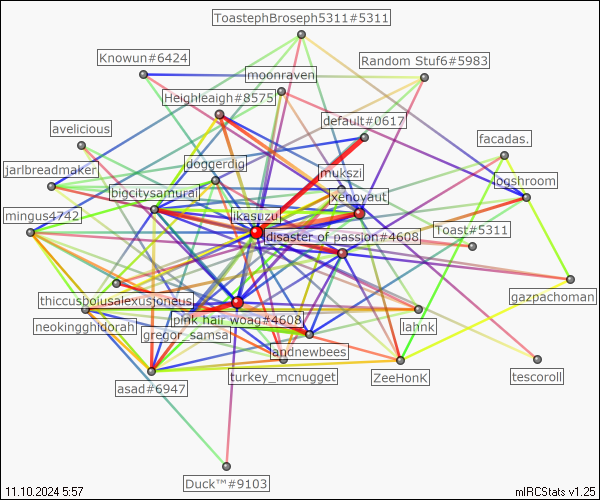 ToastephBroseph5311#5311
Knowun#6424
moonraven
Random Stuf6#5983
Heighleaigh#8575
default#0617
avelicious
facadas.
doggerdig
jarlbreadmaker
mukszi
logshroom
bigcitysamurai
xenovaut
mingus4742
ikasuzu
Toast#5311
disaster of passion#4608
thiccusboiusalexusjoneus
gazpachoman
neokingghidorah
pink hair woag#4608
lahnk
gregor_samsa
landnewbees
asad#6947
turkey_mcnugget
ZeeHonK
tescoroll
Duck™#9103
11.10.2024 5:57
mIRCStats v1.25